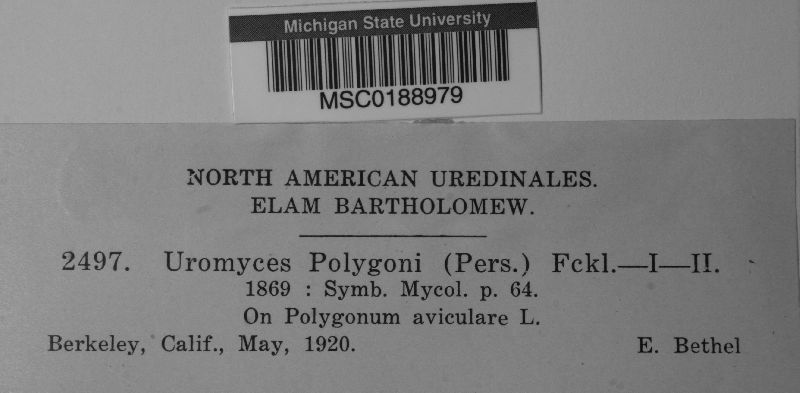 Michigan State University
MSC0188979
NORTH AMERICAN UREDINALES.
ELAM BARTHOLOMEW.
2497. Uromyces Polygoni (Pers.) Fckl.—I—II.
1869 : Symb. Mycol. p. 64.
On Polygonum aviculare L.
Berkeley, Calif., May, 1920. E. Bethel